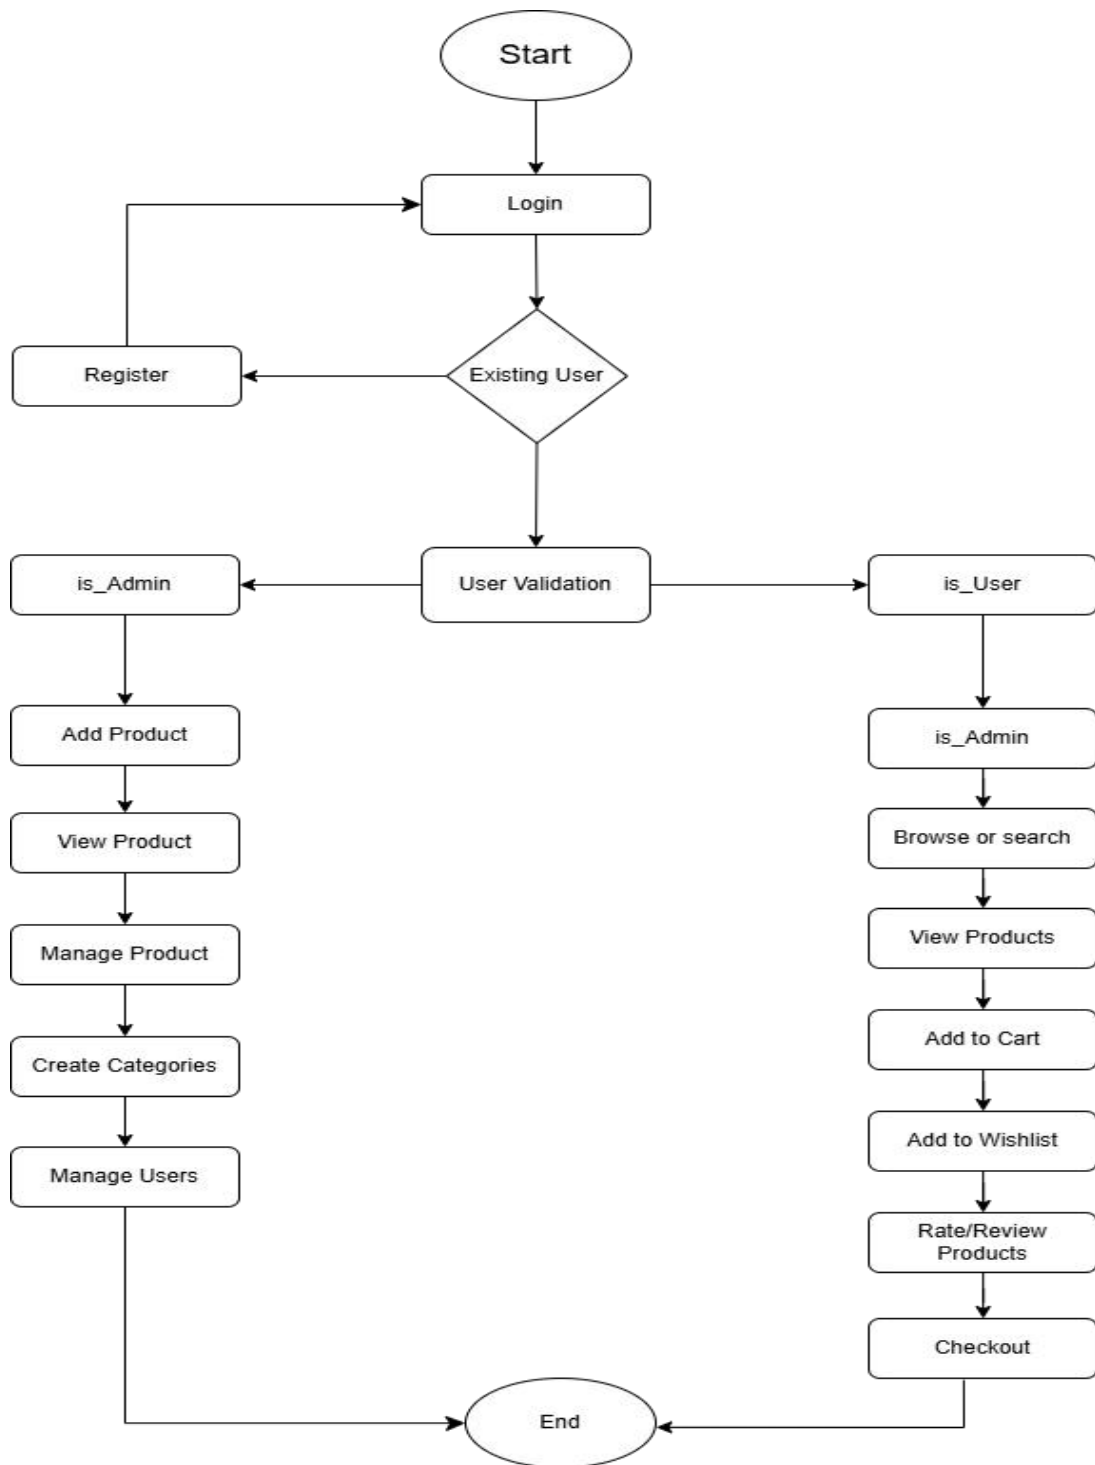 Start
Login
Register
Existing User
is_Admin
User Validation
is_User
Add Product
is_Admin
View Product
Browse or search
Manage Product
View Products
Create Categories
Add to Cart
Manage Users
Add to Wishlist
Rate/Review
Products
Checkout
End